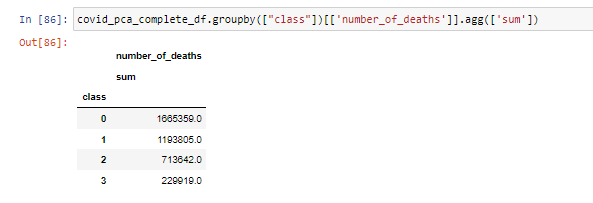 In [86]: covid_pca_complete_df.groupby(["class"])[['number_of_deaths']].agg(['sum'])
Out[86]:
number_of_deaths
sum
class
0 1665359.0
1 1193805.0
2 713642.0
3 229919.0